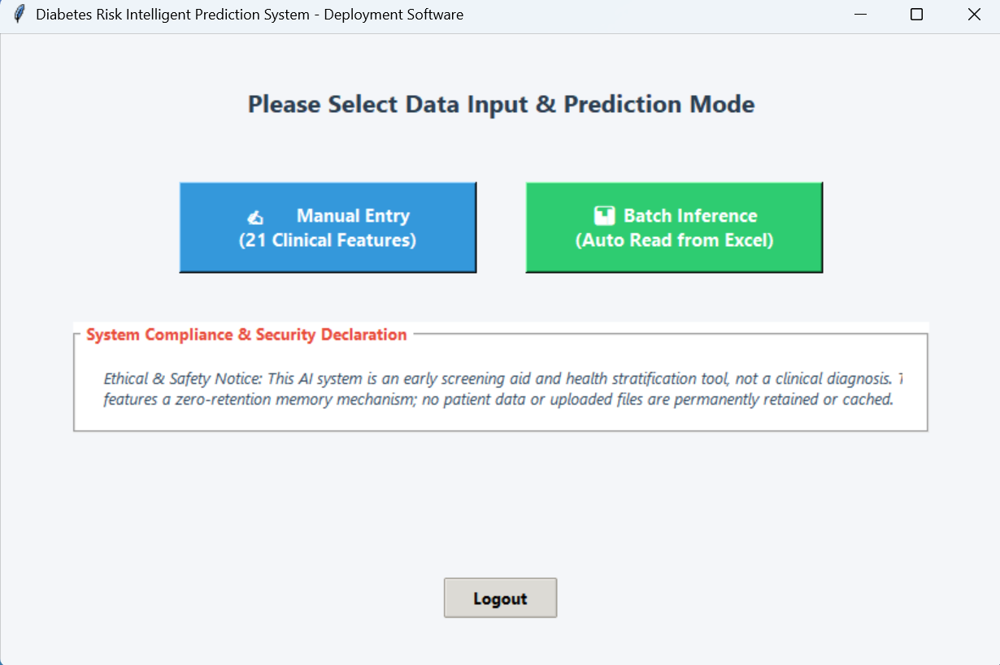 Diabetes Risk Intelligent Prediction System - Deployment Software
Please Select Data Input & Prediction Mode
Manual Entry
(21 Clinical Features)
Batch Inference
(Auto Read from Excel)
System Compliance & Security Declaration
Ethical & Safety Notice: This AI system is an early screening aid and health stratification tool, not a clinical diagnosis.
features a zero-retention memory mechanism; no patient data or uploaded files are permanently retained or cached.
Logout